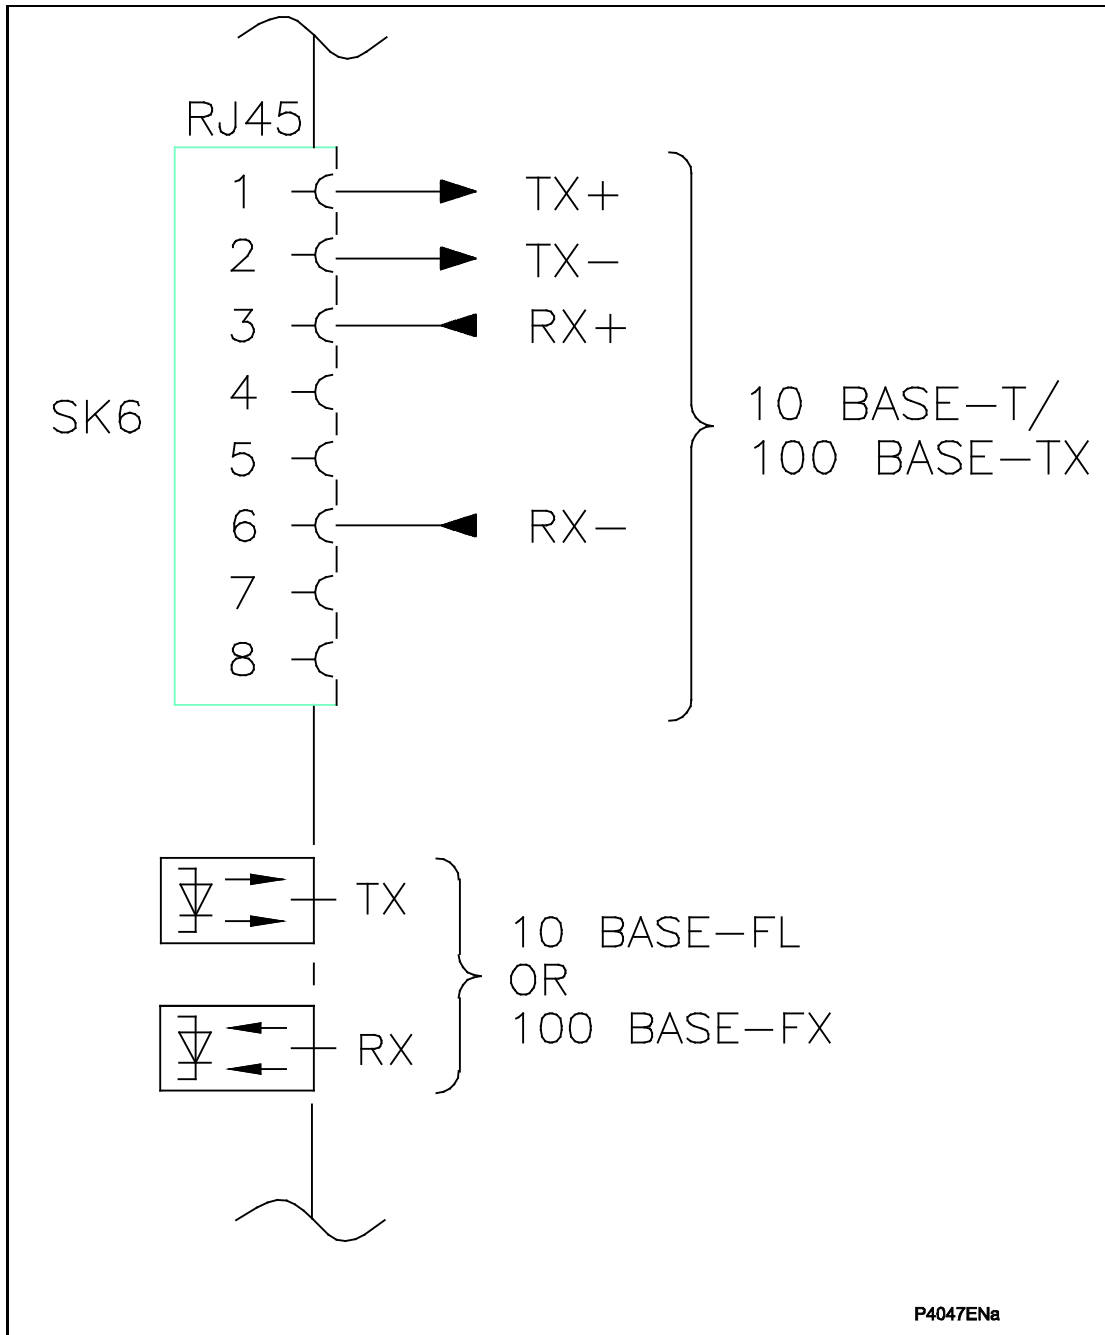 RJ45
1 TX+
2 TX-
3 RX+
4
SK6
10 BASE-T/
100 BASE-TX
5
6 RX-
7
8
TX
10 BASE-FL
OR
100 BASE-FX
RX
P4047ENa